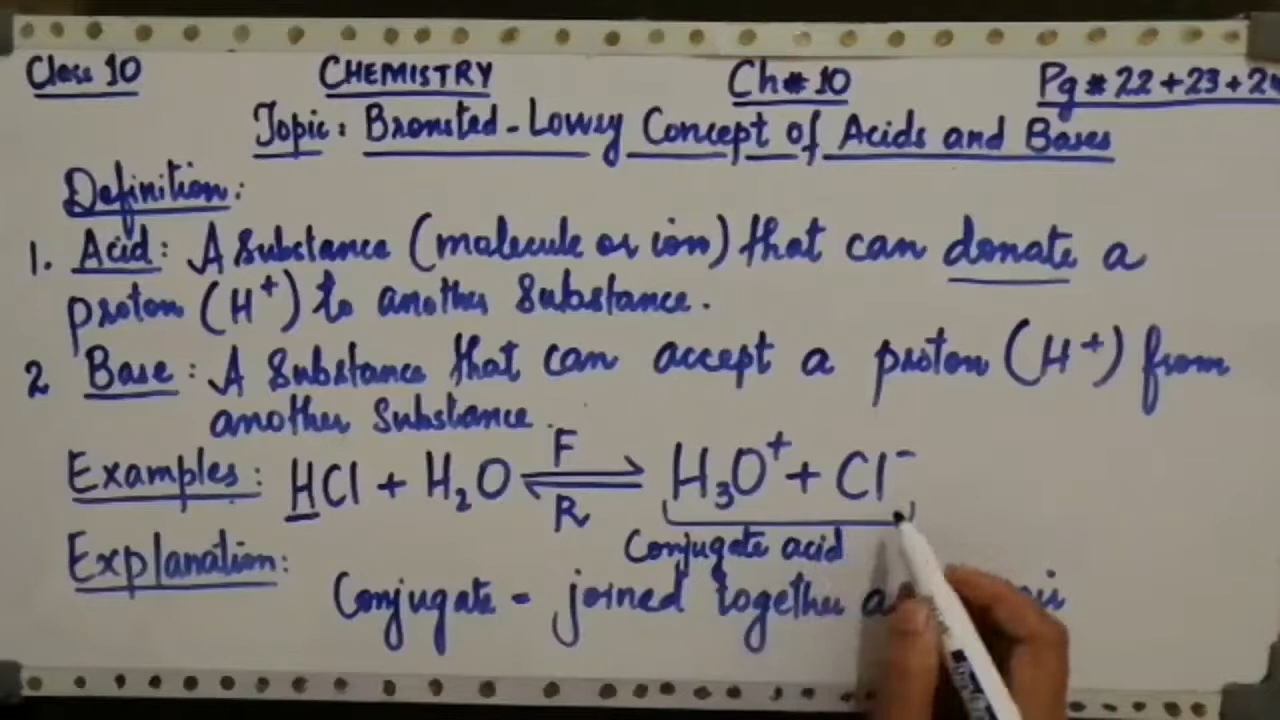 Class 10 CHEMISTRY Ch # 10 Pg # 22 + 23 + 24
Topic: Bronsted-Lowry Concept of Acids and Bases
Definition:
1. Acid: A Substance (molecule or ion) that can donate a
proton (H⁺) to another Substance.
2 Base: A Substance that can accept a proton (H⁺) from
another Substance.
Examples: HCl + H₂O ⇌ H₃O⁺ + Cl⁻
F
R
Conjugate acid
Explanation:
Conjugate - joined together